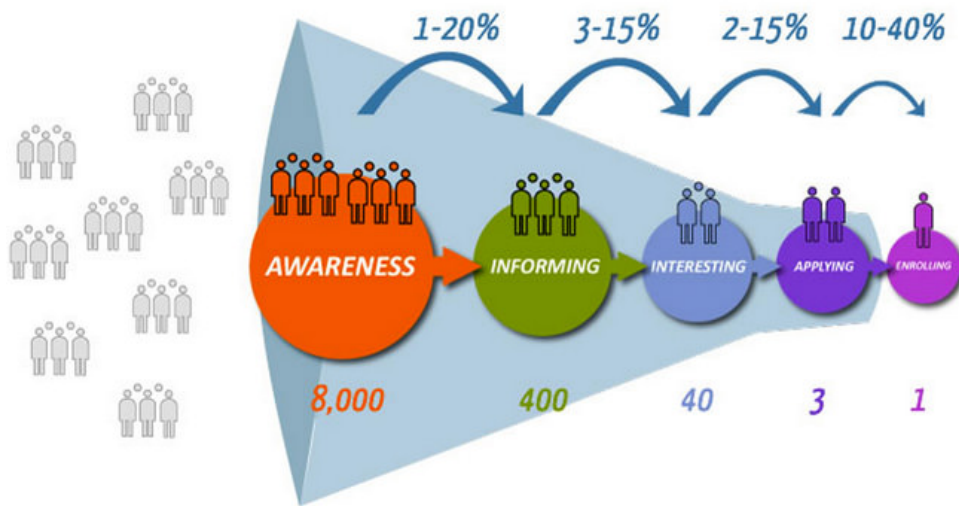 1-20% 3-15% 2-15% 10-40%
AWARENESS INFORMING INTERESTING APPLYING ENROLLING
8,000 400 40 3 1